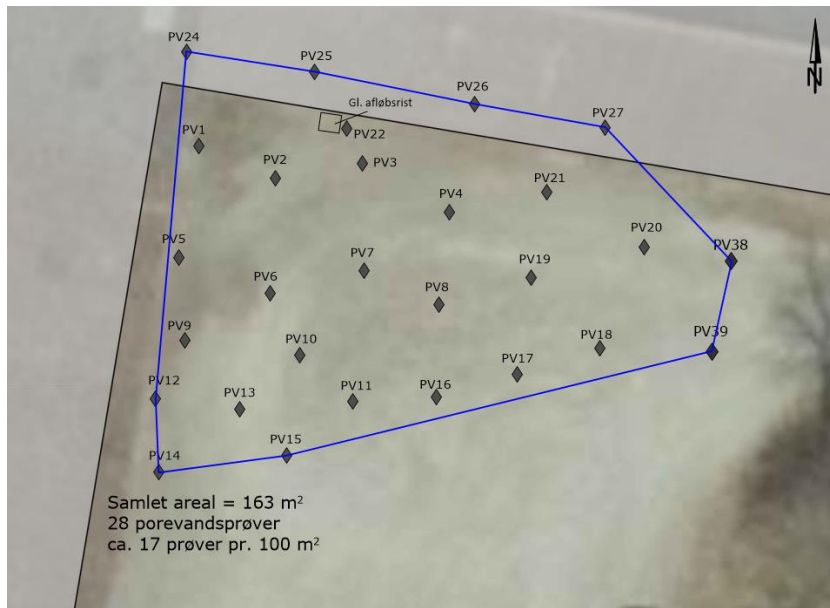 PV24
PV25
PV26
PV27
N
Gl. afløbsrist
PV1
PV22
PV2
PV3
PV4
PV21
PV5
PV6
PV7
PV8
PV19
PV20
PV38
PV9
PV10
PV18
PV39
PV12
PV13
PV11
PV16
PV17
PV14
PV15
Samlet areal = 163 m²
28 porevandsprøver
ca. 17 prøver pr. 100 m²